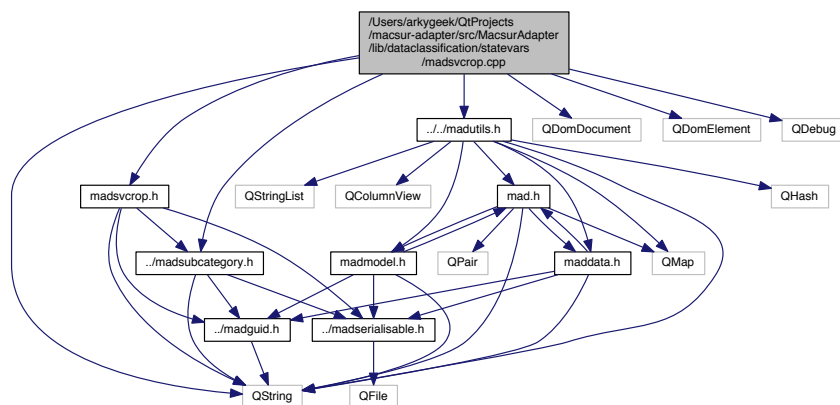 /Users/arkygeek/QtProjects
/macsur-adapter/src/MacsurAdapter
/lib/dataclassification/statevars
/madsvcrop.cpp
../../madutils.h
QDomDocument
QDomElement
QDebug
madsvcrop.h
QStringList
QColumnView
mad.h
QHash
../madsubcategory.h
madmodel.h
QPair
maddata.h
QMap
../madguid.h
../madserialisable.h
QString
QFile